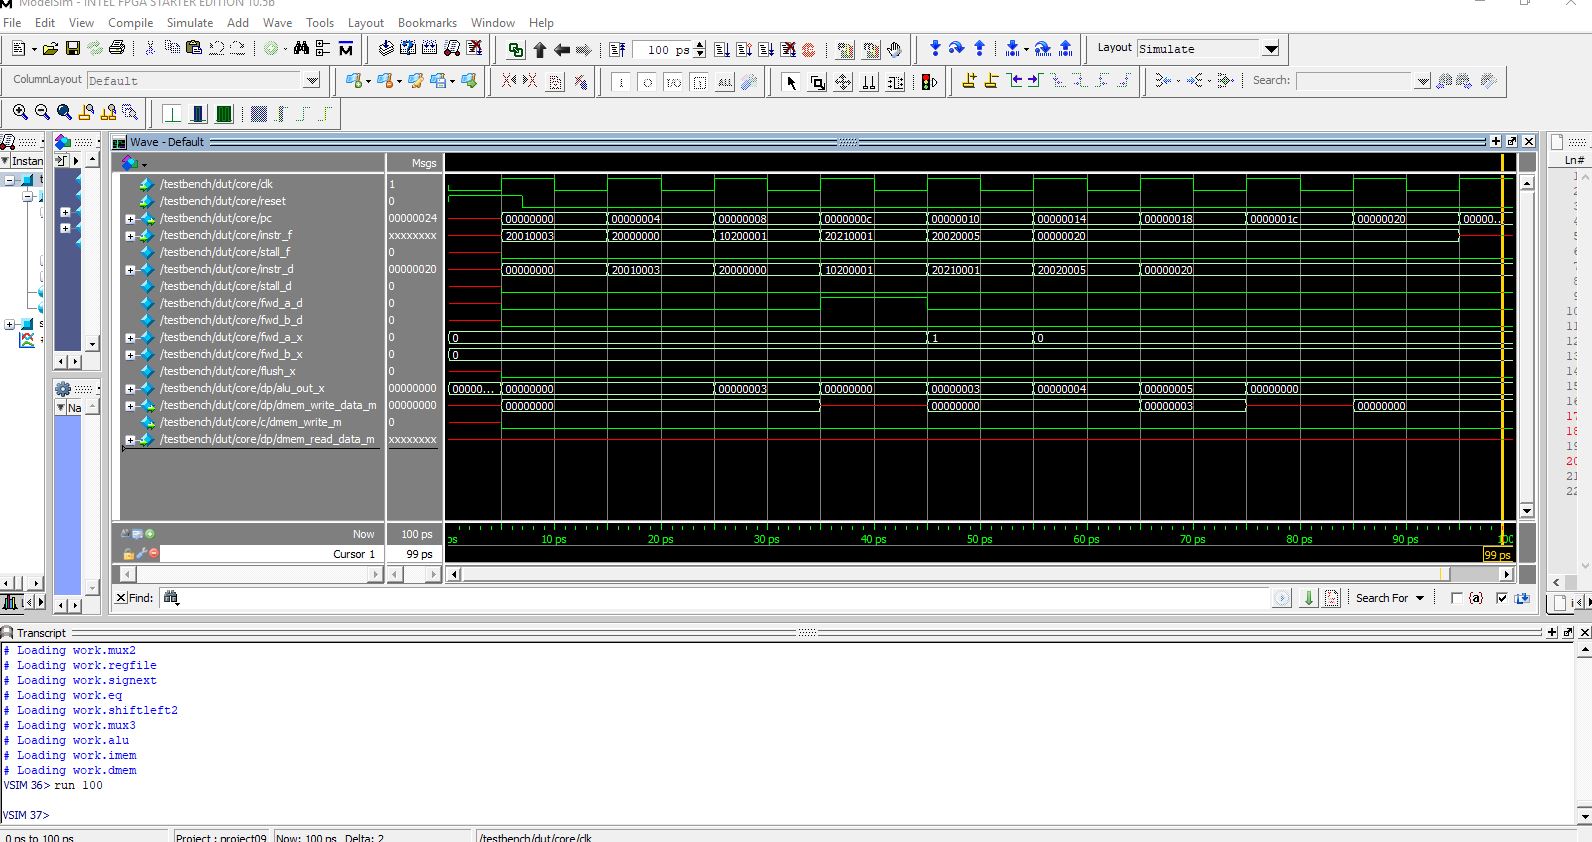 ModelSim - INTEL FPGA STARTER EDITION 10.5b
File Edit View Compile Simulate Add Wave Tools Layout Bookmarks Window Help
100 ps Layout Simulate
ColumnLayout Default Search:
Wave - Default
Instan Msgs Ln#
/testbench/dut/core/clk 1
/testbench/dut/core/reset 0
/testbench/dut/core/pc 00000024 00000000 00000004 00000008 0000000c 00000010 00000014 00000018 0000001c 00000020 00000...
/testbench/dut/core/instr_f xxxxxxxx 20010003 20000000 10200001 20210001 20020005 00000020
/testbench/dut/core/stall_f 0
/testbench/dut/core/instr_d 00000020 00000000 20010003 20000000 10200001 20210001 20020005 00000020
/testbench/dut/core/stall_d 0
/testbench/dut/core/fwd_a_d 0
/testbench/dut/core/fwd_b_d 0
/testbench/dut/core/fwd_a_x 0 0 1 0
/testbench/dut/core/fwd_b_x 0 0
/testbench/dut/core/flush_x 0
/testbench/dut/core/dp/alu_out_x 00000000 00000... 00000000 00000003 00000000 00000003 00000004 00000005 00000000
/testbench/dut/core/dp/dmem_write_data_m 00000000 00000000 00000000 00000003 00000000
/testbench/dut/core/c/dmem_write_m 0
/testbench/dut/core/dp/dmem_read_data_m xxxxxxxx
Na
Now 100 ps ps 10 ps 20 ps 30 ps 40 ps 50 ps 60 ps 70 ps 80 ps 90 ps 100
Cursor 1 99 ps 99 ps
Find: Search For {a}
Transcript
# Loading work.mux2
# Loading work.regfile
# Loading work.signext
# Loading work.eq
# Loading work.shiftleft2
# Loading work.mux3
# Loading work.alu
# Loading work.imem
# Loading work.dmem
VSIM 36> run 100
VSIM 37>
0 ps to 100 ps Project : project09 Now: 100 ps Delta: 2 /testbench/dut/core/clk